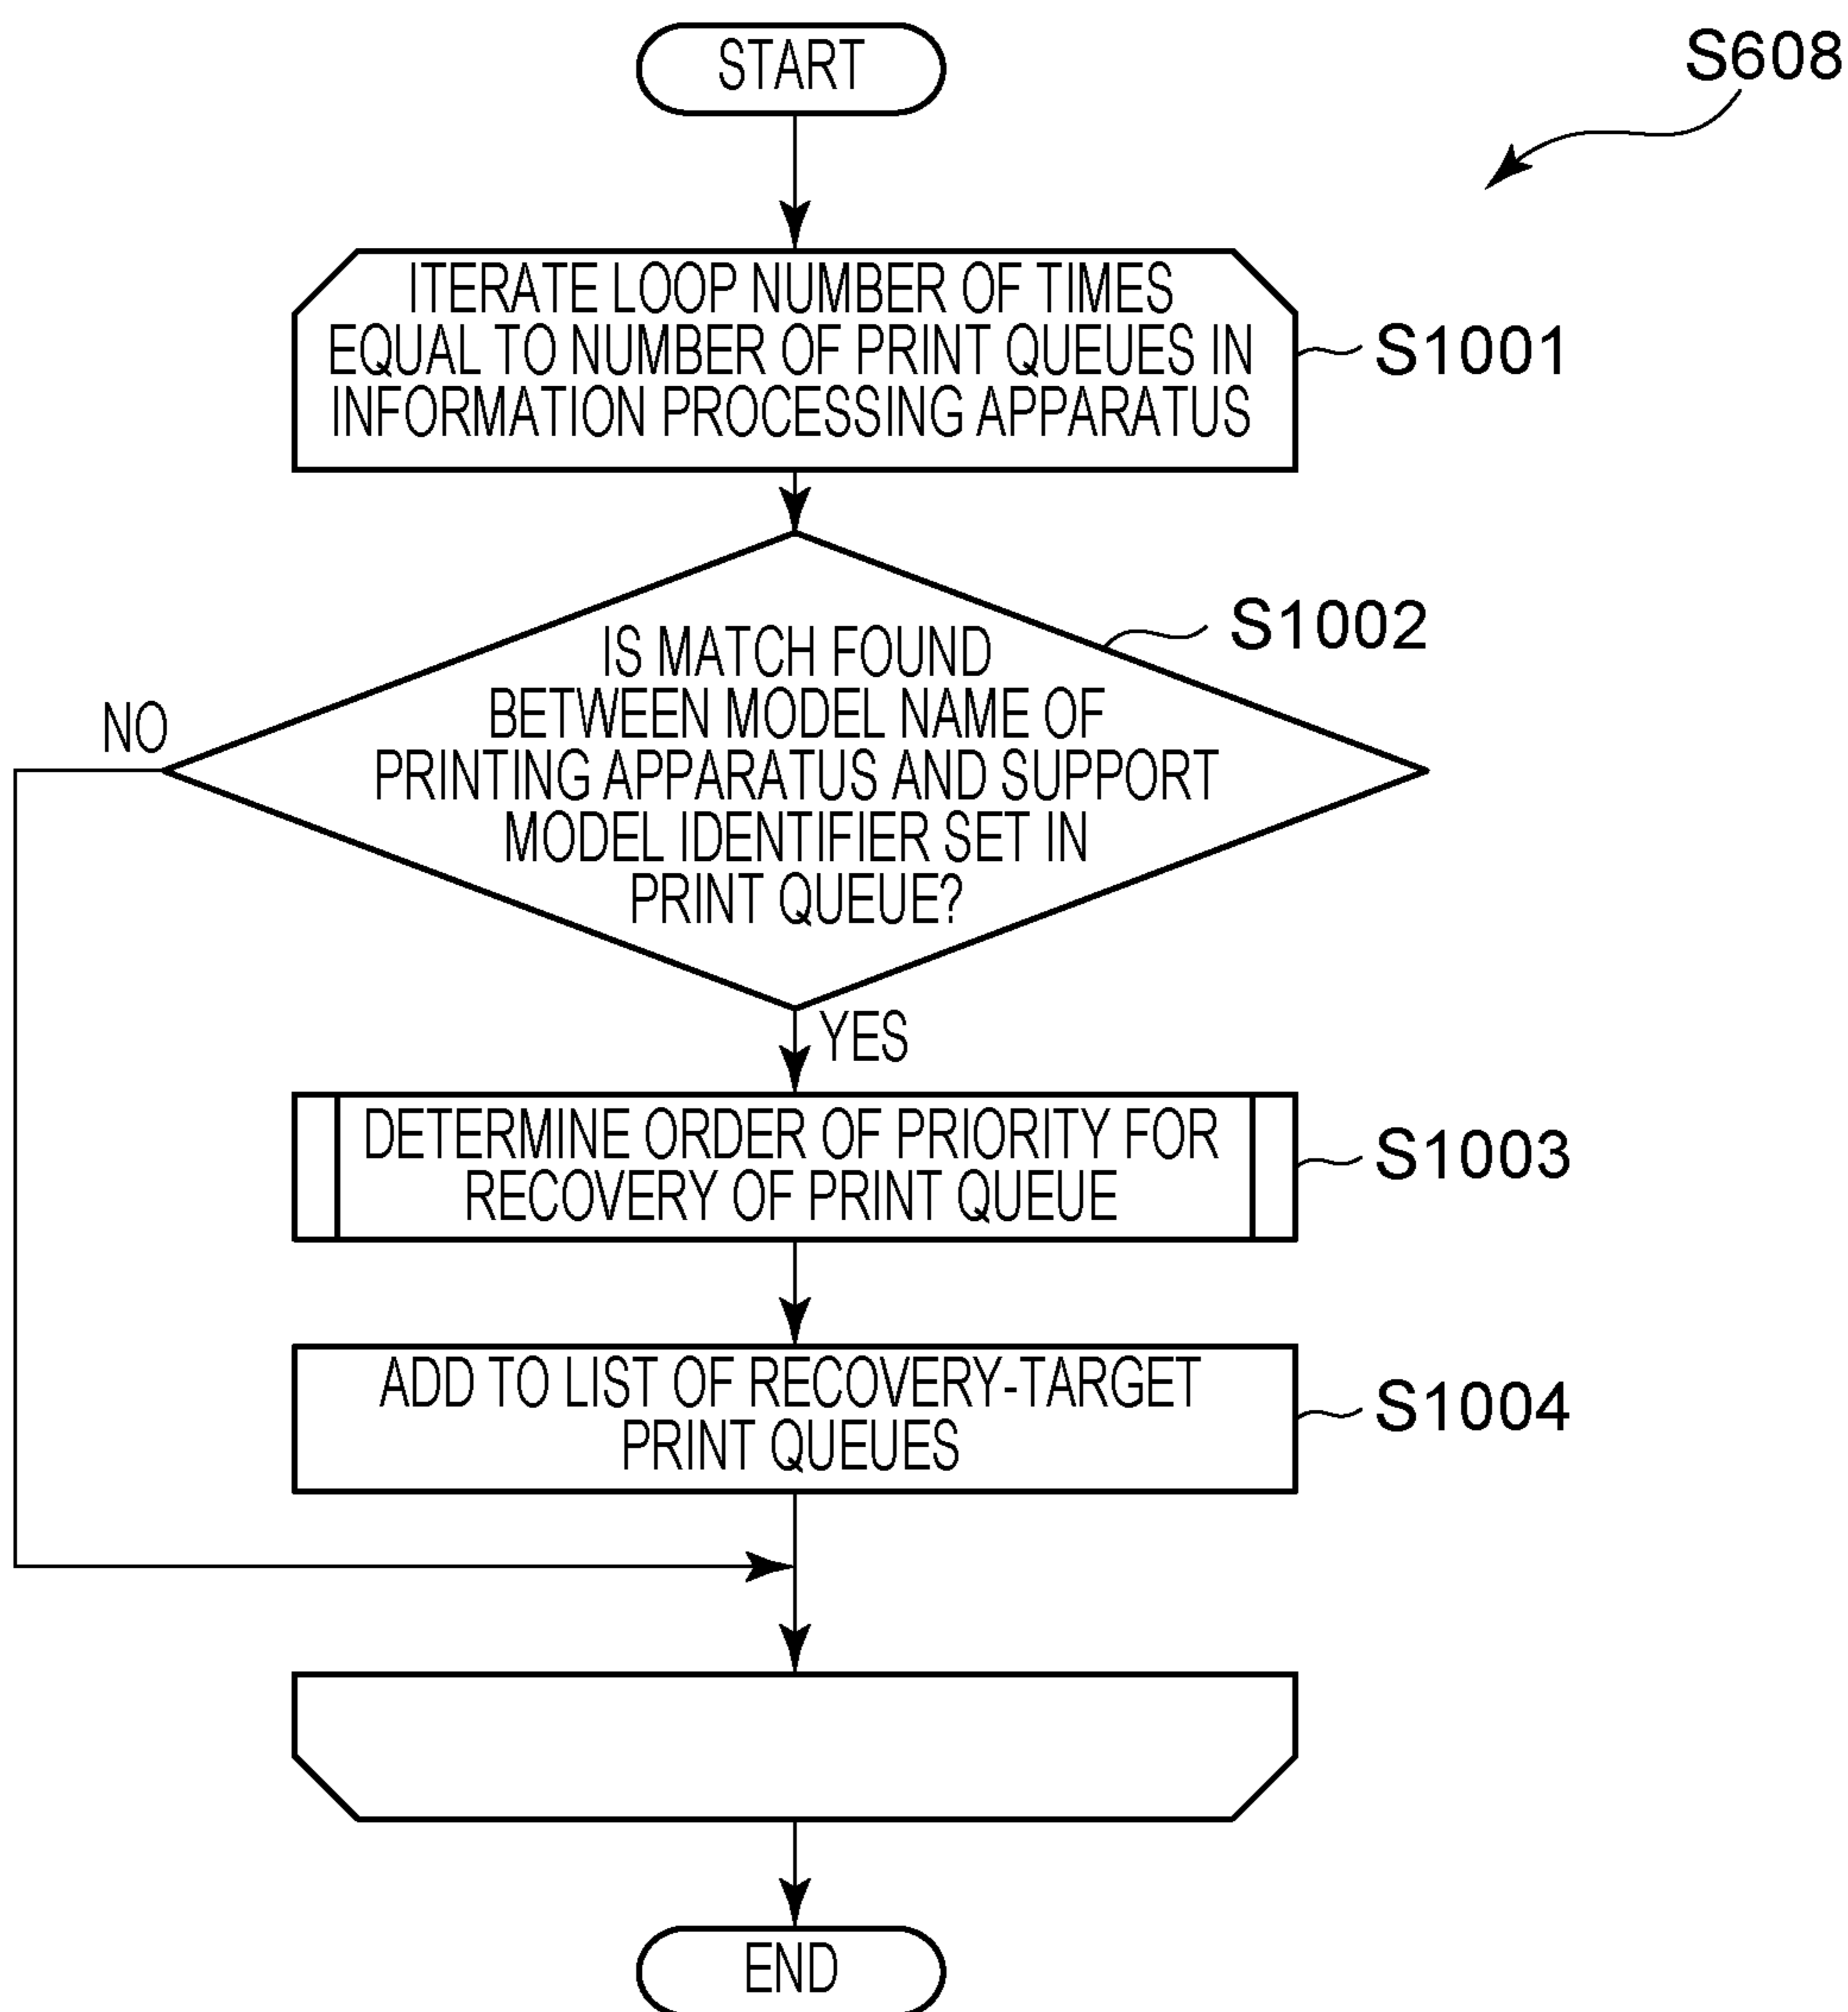 START
S608
ITERATE LOOP NUMBER OF TIMES
EQUAL TO NUMBER OF PRINT QUEUES IN
INFORMATION PROCESSING APPARATUS
S1001
IS MATCH FOUND
BETWEEN MODEL NAME OF
PRINTING APPARATUS AND SUPPORT
MODEL IDENTIFIER SET IN
PRINT QUEUE?
S1002
NO
YES
DETERMINE ORDER OF PRIORITY FOR
RECOVERY OF PRINT QUEUE
S1003
ADD TO LIST OF RECOVERY-TARGET
PRINT QUEUES
S1004
END